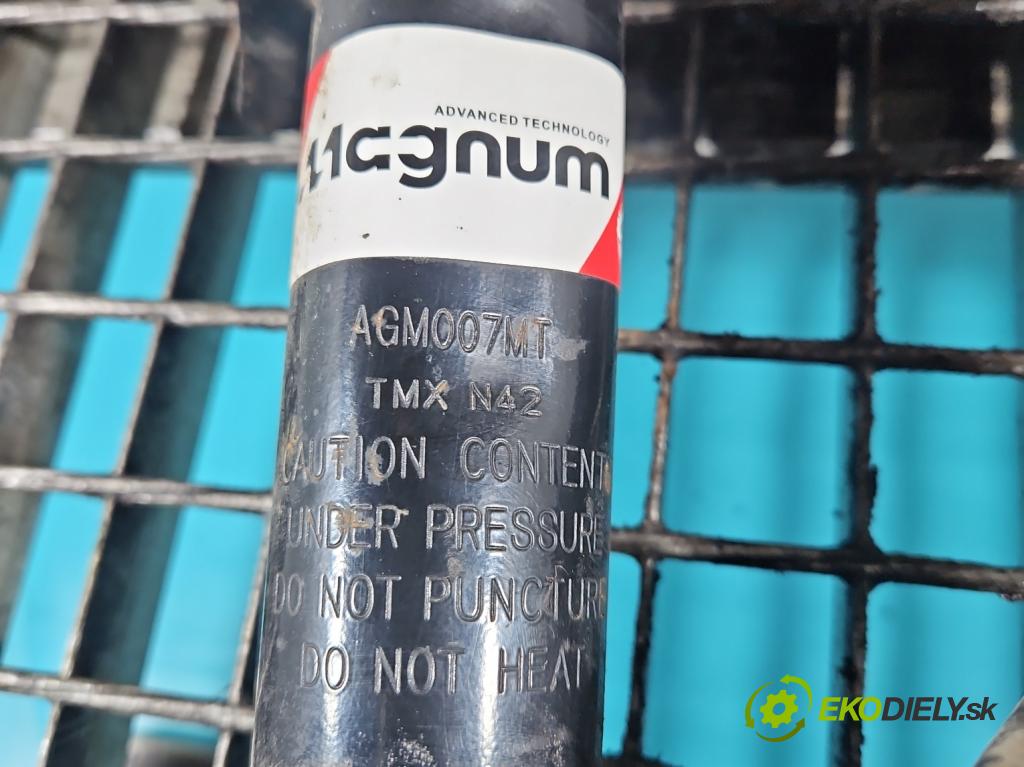 ADVANCED TECHNOLOGY
Magnum
AGM007MT
TMX N42
CAUTION CONTENT
UNDER PRESSURE
DO NOT PUNCTURE
DO NOT HEAT
EKODIELY.sk